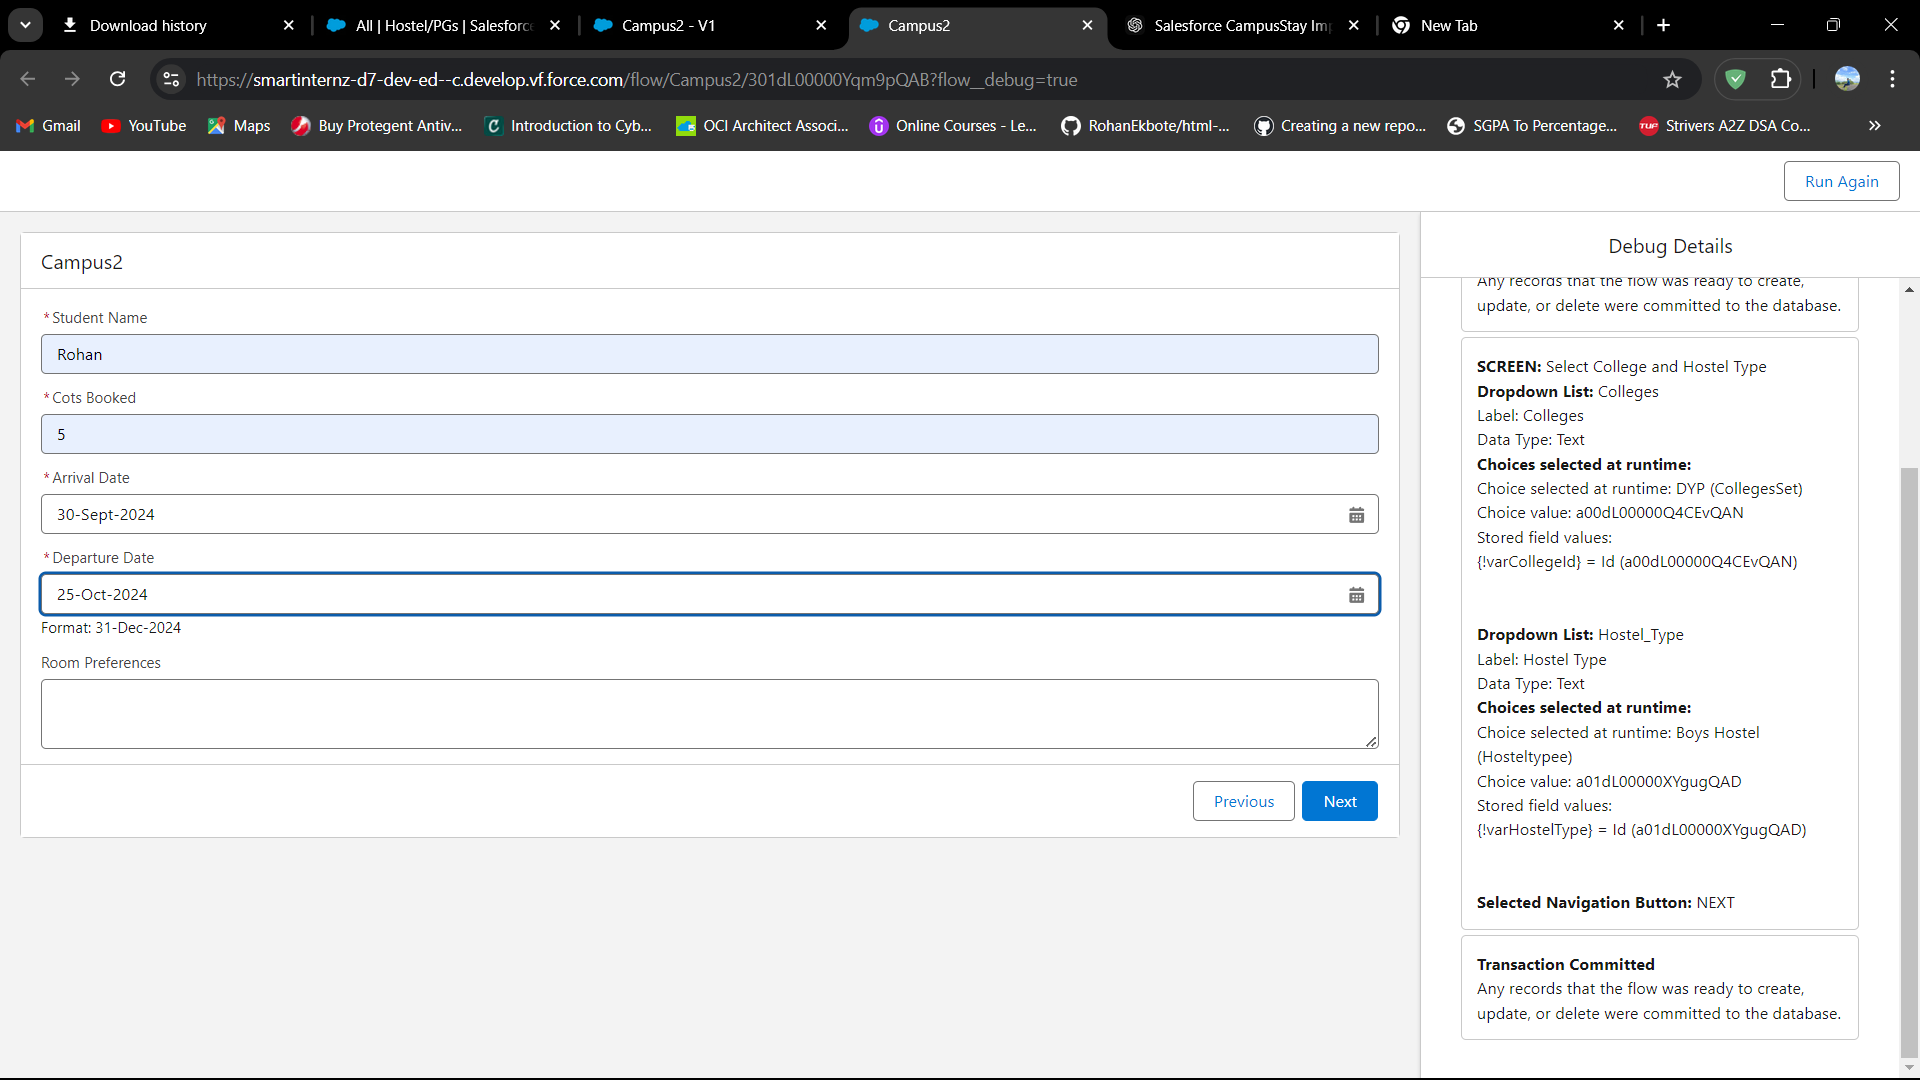 Download history
All | Hostel/PGs | Salesforce
Campus2 - V1
Campus2
Salesforce CampusStay Im
New Tab
https://smartinternz-d7-dev-ed--c.develop.vf.force.com/flow/Campus2/301dL00000Yqm9pQAB?flow__debug=true
Gmail
YouTube
Maps
Buy Protegent Antiv...
Introduction to Cyb...
OCI Architect Associ...
Online Courses - Le...
RohanEkbote/html-...
Creating a new repo...
SGPA To Percentage...
TUF
Strivers A2Z DSA Co...
Run Again
Campus2
*Student Name
Rohan
*Cots Booked
5
*Arrival Date
30-Sept-2024
*Departure Date
25-Oct-2024
Format: 31-Dec-2024
Room Preferences
Previous
Next
Debug Details
Any records that the flow was ready to create,
update, or delete were committed to the database.
SCREEN: Select College and Hostel Type
Dropdown List: Colleges
Label: Colleges
Data Type: Text
Choices selected at runtime:
Choice selected at runtime: DYP (CollegesSet)
Choice value: a00dL00000Q4CEvQAN
Stored field values:
{!varCollegeId} = Id (a00dL00000Q4CEvQAN)
Dropdown List: Hostel_Type
Label: Hostel Type
Data Type: Text
Choices selected at runtime:
Choice selected at runtime: Boys Hostel
(Hosteltypee)
Choice value: a01dL00000XYgugQAD
Stored field values:
{!varHostelType} = Id (a01dL00000XYgugQAD)
Selected Navigation Button: NEXT
Transaction Committed
Any records that the flow was ready to create,
update, or delete were committed to the database.